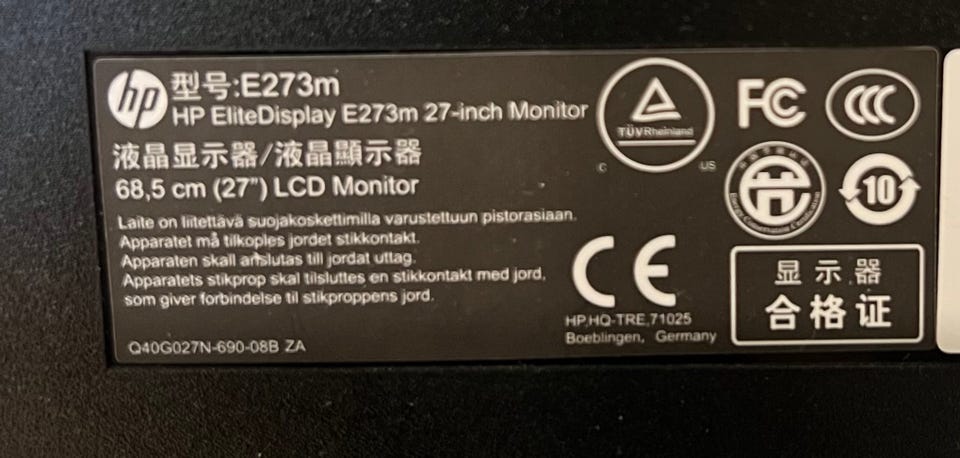 hp
型号:E273m
HP EliteDisplay E273m 27-inch Monitor
液晶显示器/液晶顯示器
68,5 cm (27") LCD Monitor
Laite on liitettävä suojakoskettimilla varustettuun pistorasiaan.
Apparatet må tilkoples jordet stikkontakt.
Apparaten skall anslutas till jordat uttag.
Apparatets stikprop skal tilsluttes en stikkontakt med jord,
som giver forbindelse til stikproppens jord.
Q40G027N-690-08B ZA
TÜVRheinland
C US
FC
CCC
Energy Conservation Certification
10
CE
HP,HQ-TRE,71025
Boeblingen, Germany
显示器
合格证